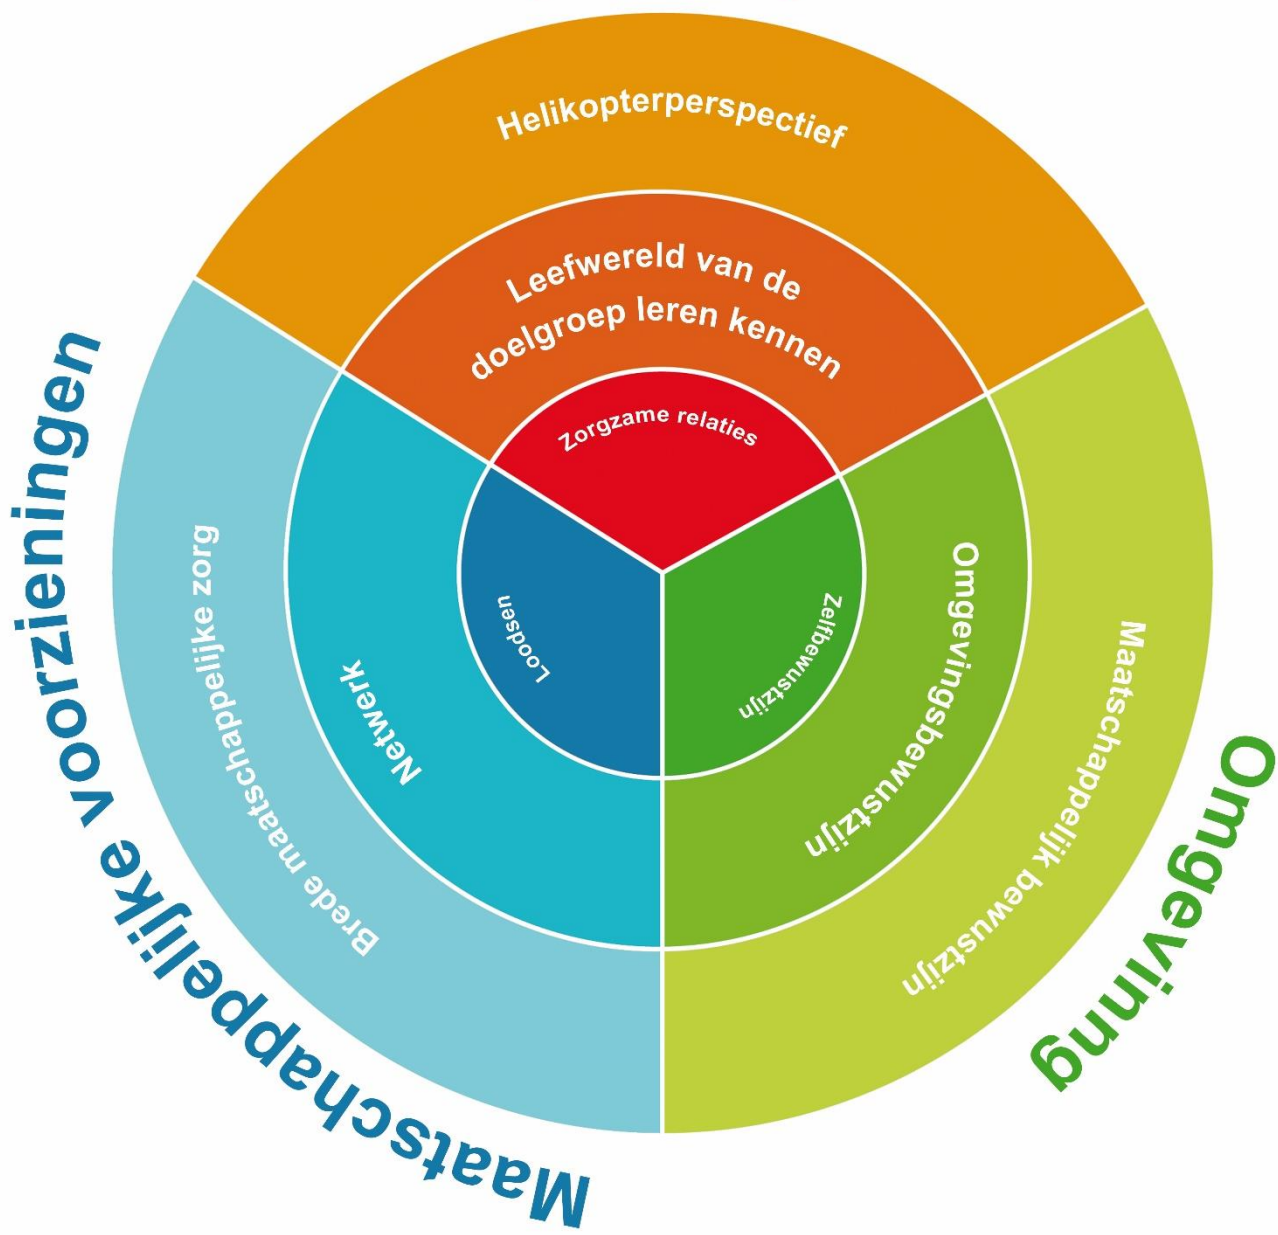 Helikopterperspectief
Leefwereld van de
doelgroep leren kennen
Zorgzame relaties
Maatschappelijke voorzieningen
Brede maatschappelijke zorg
Netwerk
Loodsen
Zelfbewustzijn
Omgevingsbewustzijn
Maatschappelijk bewustzijn
Omgeving